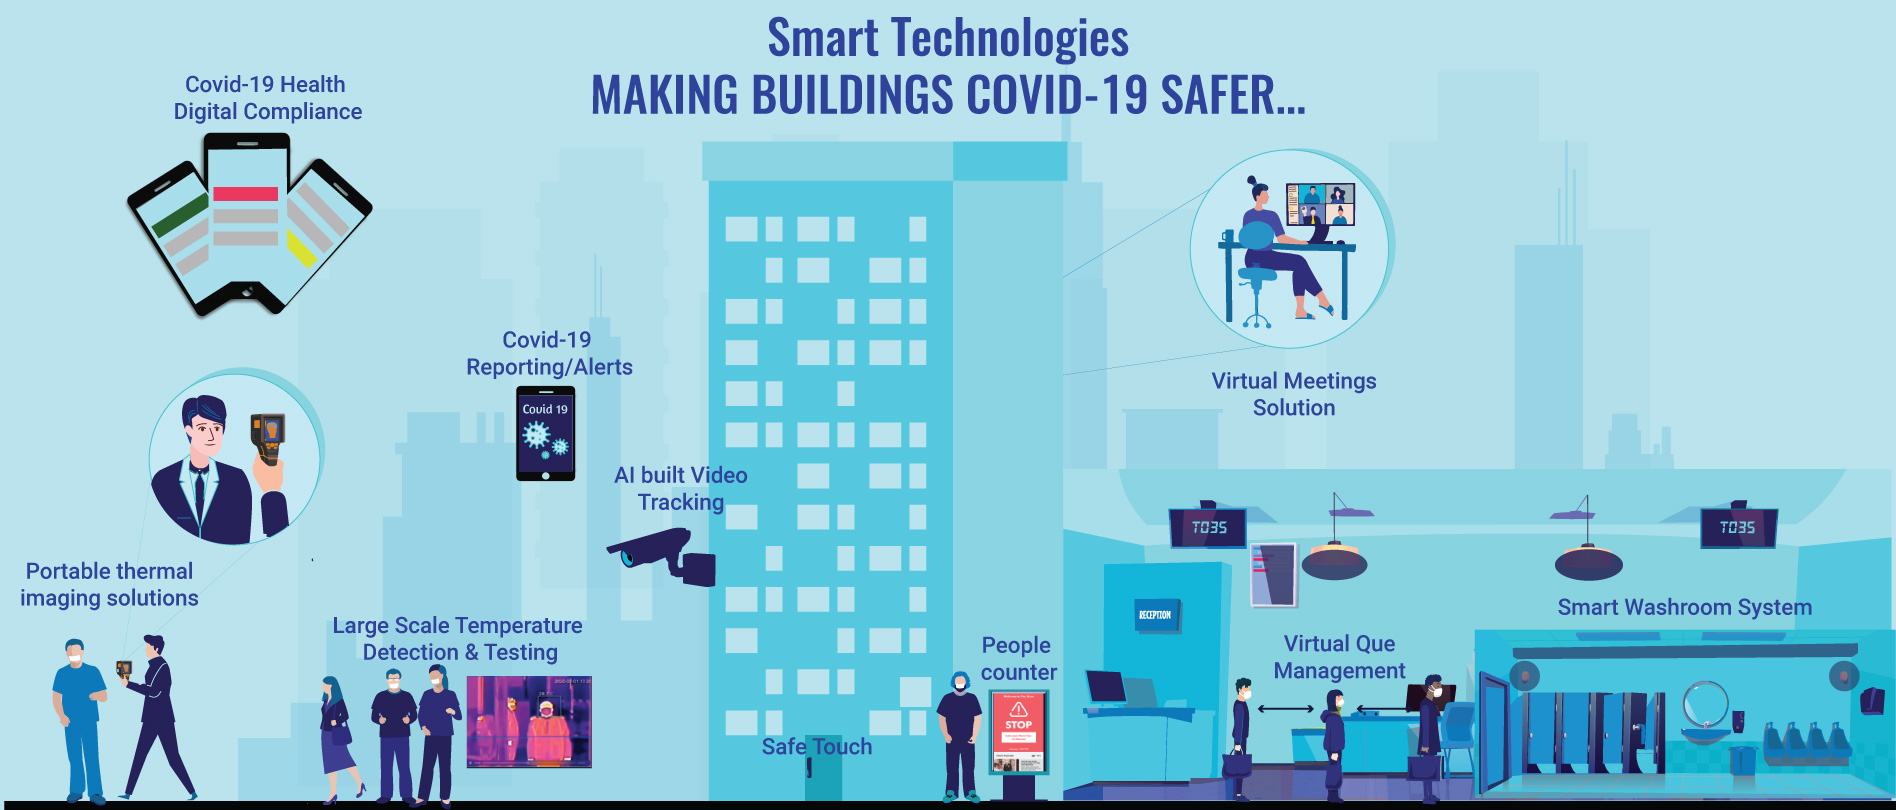 Smart Technologies
MAKING BUILDINGS COVID-19 SAFER...
Covid-19 Health
Digital Compliance
Covid-19
Reporting/Alerts
Covid 19
Virtual Meetings
Solution
AI built Video
Tracking
Portable thermal
imaging solutions
Large Scale Temperature
Detection & Testing
Safe Touch
People
counter
STOP
T035
T035
RECEPTION
Virtual Que
Management
Smart Washroom System